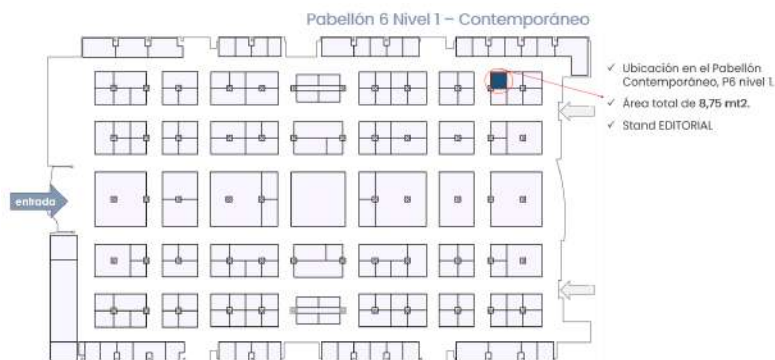 Pabellón 6 Nivel 1 – Contemporáneo
✓ Ubicación en el Pabellón
Contemporáneo, P6 nivel 1.
✓ Área total de 8,75 mt2.
✓ Stand EDITORIAL
entrada